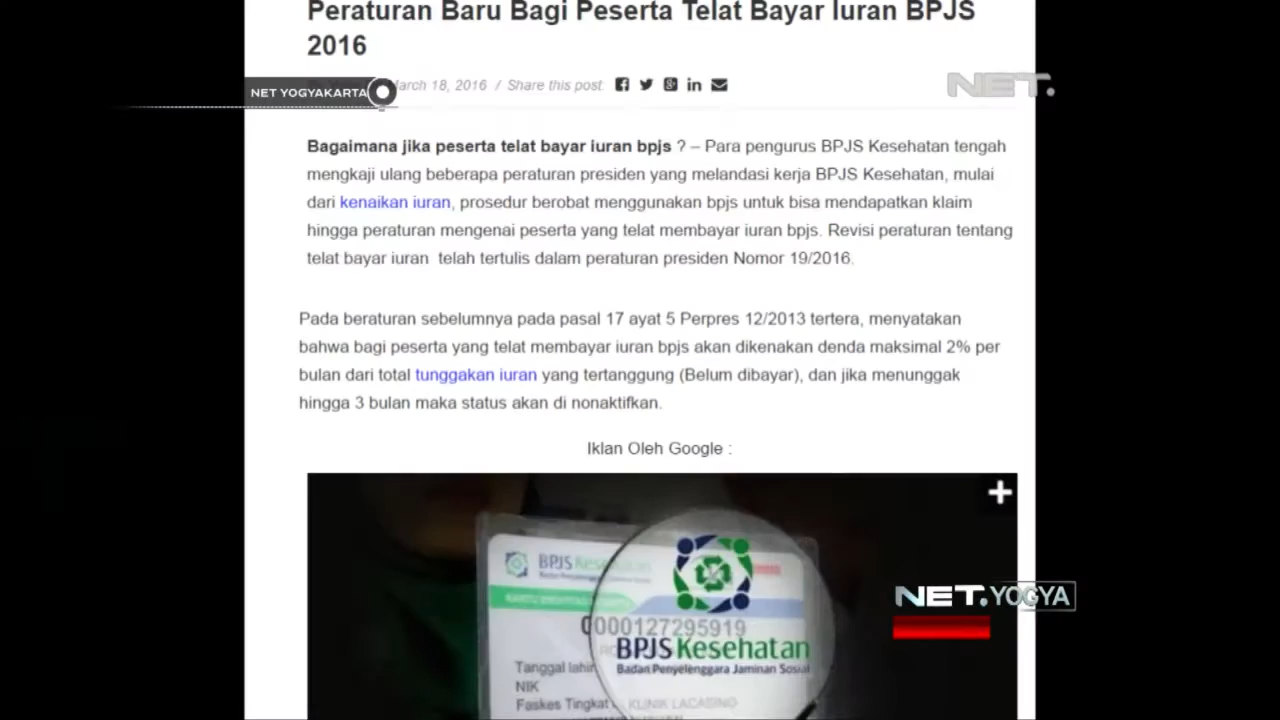 Peraturan Baru Bagi Peserta Telat Bayar Iuran BPJS
2016
March 18, 2016 / Share this post:
NET YOGYAKARTA
NET.
Bagaimana jika peserta telat bayar iuran bpjs ? – Para pengurus BPJS Kesehatan tengah
mengkaji ulang beberapa peraturan presiden yang melandasi kerja BPJS Kesehatan, mulai
dari kenaikan iuran, prosedur berobat menggunakan bpjs untuk bisa mendapatkan klaim
hingga peraturan mengenai peserta yang telat membayar iuran bpjs. Revisi peraturan tentang
telat bayar iuran telah tertulis dalam peraturan presiden Nomor 19/2016.
Pada beraturan sebelumnya pada pasal 17 ayat 5 Perpres 12/2013 tertera, menyatakan
bahwa bagi peserta yang telat membayar iuran bpjs akan dikenakan denda maksimal 2% per
bulan dari total tunggakan iuran yang tertanggung (Belum dibayar), dan jika menunggak
hingga 3 bulan maka status akan di nonaktifkan.
Iklan Oleh Google :
BPJS Kesehatan
0000127295919
BPJS Kesehatan
Badan Penyelenggara Jaminan Sosial
Tanggal lahir
NIK
Faskes Tingkat KLINIK LACASINO
NET. YOGYA